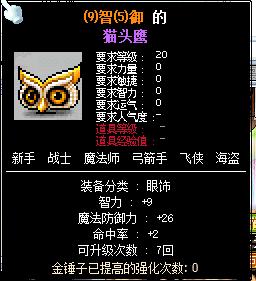 (9)智(5)御 的
猫头鹰
要求等级： 20
要求力量： 0
要求敏捷： 0
要求智力： 0
要求运气： 0
要求人气度：-
道具等级： -
道具经验值：-
新手 战士 魔法师 弓箭手 飞侠 海盗
装备分类 : 眼饰
智力 : +9
魔法防御力 : +26
命中率 : +2
可升级次数 : 7回
金锤子已提高的强化次数: 0